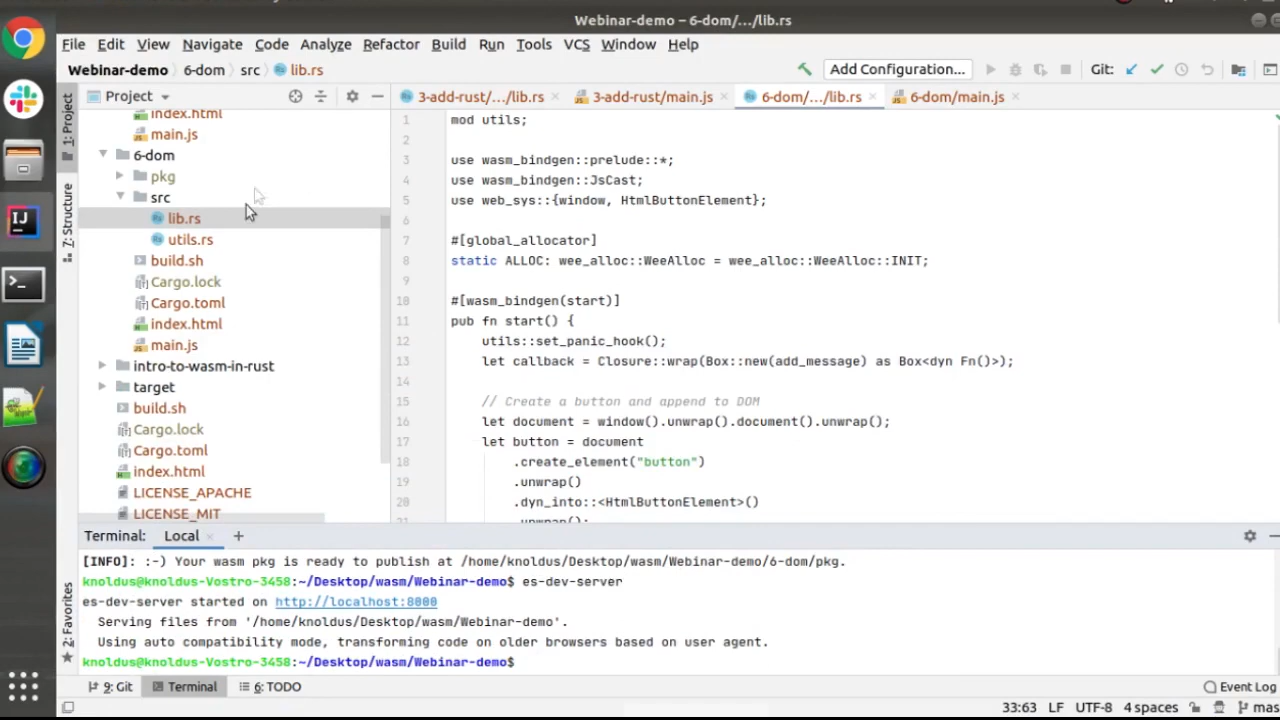 Webinar-demo – 6-dom/.../lib.rs
File Edit View Navigate Code Analyze Refactor Build Run Tools VCS Window Help
Webinar-demo 6-dom src lib.rs
Add Configuration... Git:
1: Project
Z: Structure
2: Favorites
Project
3-add-rust/.../lib.rs
3-add-rust/main.js
6-dom/.../lib.rs
6-dom/main.js
index.html
main.js
6-dom
pkg
src
lib.rs
utils.rs
build.sh
Cargo.lock
Cargo.toml
index.html
main.js
intro-to-wasm-in-rust
target
build.sh
Cargo.lock
Cargo.toml
index.html
LICENSE_APACHE
LICENSE_MIT
1 mod utils;
2
3 use wasm_bindgen::prelude::*;
4 use wasm_bindgen::JsCast;
5 use web_sys::{window, HtmlButtonElement};
6
7 #[global_allocator]
8 static ALLOC: wee_alloc::WeeAlloc = wee_alloc::WeeAlloc::INIT;
9
10 #[wasm_bindgen(start)]
11 pub fn start() {
12 utils::set_panic_hook();
13 let callback = Closure::wrap(Box::new(add_message) as Box<dyn Fn()>);
14
15 // Create a button and append to DOM
16 let document = window().unwrap().document().unwrap();
17 let button = document
18 .create_element("button")
19 .unwrap()
20 .dyn_into::<HtmlButtonElement>()
21 .unwrap();
Terminal: Local +
[INFO]: :-) Your wasm pkg is ready to publish at /home/knoldus/Desktop/wasm/Webinar-demo/6-dom/pkg.
knoldus@knoldus-Vostro-3458:~/Desktop/wasm/Webinar-demo$ es-dev-server
es-dev-server started on http://localhost:8000
Serving files from '/home/knoldus/Desktop/wasm/Webinar-demo'.
Using auto compatibility mode, transforming code on older browsers based on user agent.
knoldus@knoldus-Vostro-3458:~/Desktop/wasm/Webinar-demo$
9: Git Terminal 6: TODO Event Log
33:63 LF UTF-8 4 spaces mas